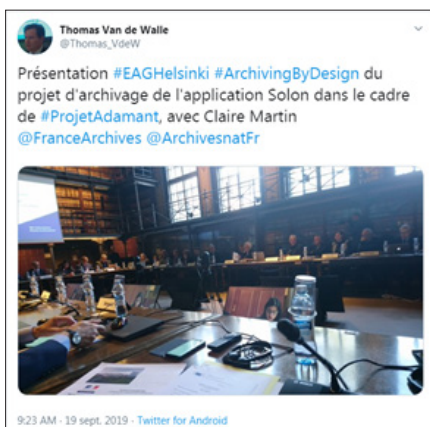 Thomas Van de Walle
@Thomas_VdeW
Présentation #EAGHelsinki #ArchivingByDesign du
projet d'archivage de l'application Solon dans le cadre
de #ProjetAdamant, avec Claire Martin
@FranceArchives @ArchivesnatFr
9:23 AM · 19 sept. 2019 · Twitter for Android